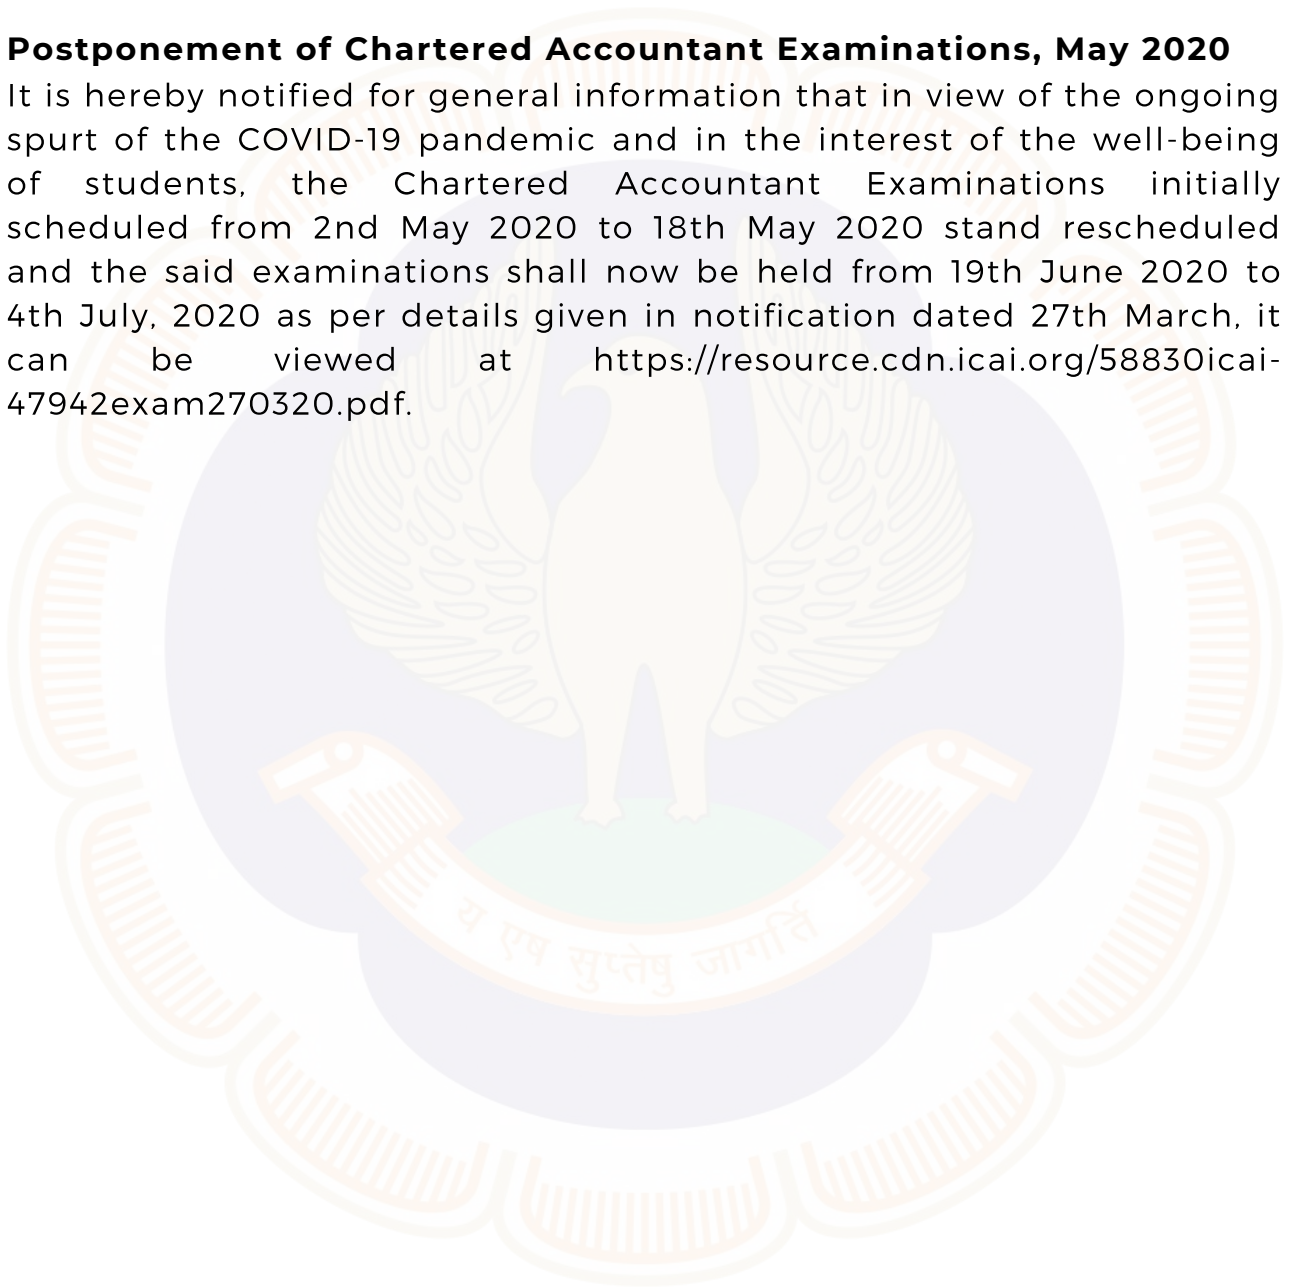 Postponement of Chartered Accountant Examinations, May 2020
It is hereby notified for general information that in view of the ongoing
spurt of the COVID-19 pandemic and in the interest of the well-being
of students, the Chartered Accountant Examinations initially
scheduled from 2nd May 2020 to 18th May 2020 stand rescheduled
and the said examinations shall now be held from 19th June 2020 to
4th July, 2020 as per details given in notification dated 27th March, it
can be viewed at https://resource.cdn.icai.org/58830icai-
47942exam270320.pdf.
य एष सुप्तेषु जागर्ति